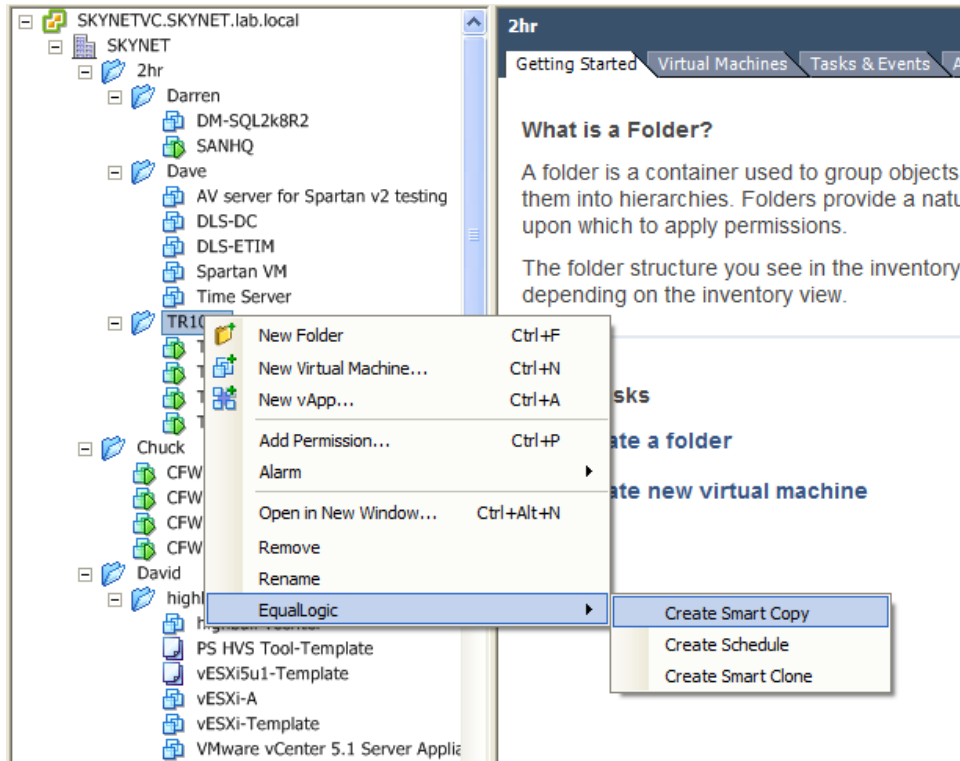 SKYNETVC.SKYNET.lab.local
SKYNET
2hr
Darren
DM-SQL2k8R2
SANHQ
Dave
AV server for Spartan v2 testing
DLS-DC
DLS-ETIM
Spartan VM
Time Server
TR10
Chuck
CFW
CFW
CFW
CFW
David
PS HVS Tool-Template
vESXi5u1-Template
vESXi-A
vESXi-Template
VMware vCenter 5.1 Server Applia
New Folder Ctrl+F
New Virtual Machine... Ctrl+N
New vApp... Ctrl+A
Add Permission... Ctrl+P
Alarm
Open in New Window... Ctrl+Alt+N
Remove
Rename
EqualLogic
Create Smart Copy
Create Schedule
Create Smart Clone
2hr
Getting Started Virtual Machines Tasks & Events A
What is a Folder?
A folder is a container used to group objects
them into hierarchies. Folders provide a natu
upon which to apply permissions.
The folder structure you see in the inventory
depending on the inventory view.
sks
ate a folder
ate new virtual machine